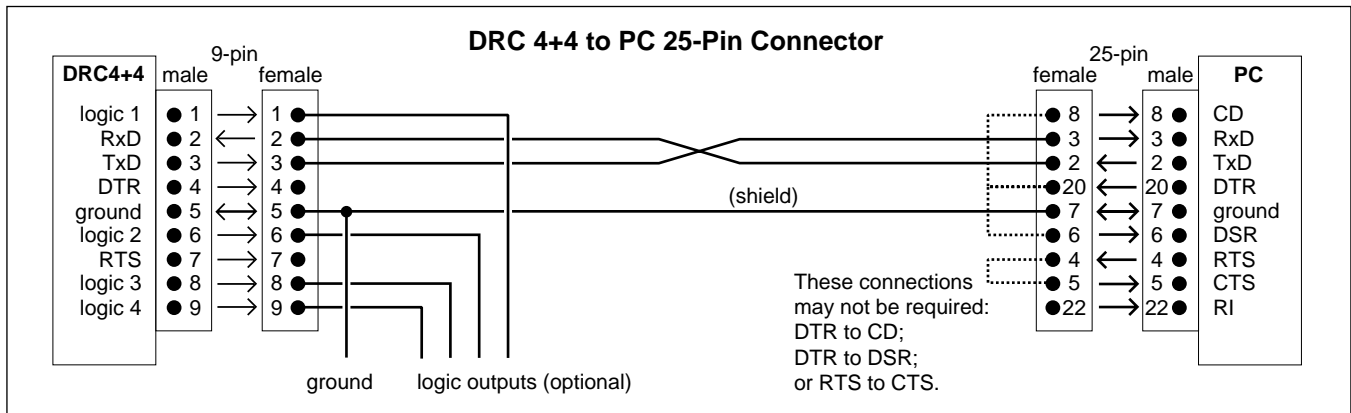 DRC 4+4 to PC 25-Pin Connector
9-pin 25-pin
DRC4+4 male female female male PC
logic 1 1 1 8 8 CD
RxD 2 2 3 3 RxD
TxD 3 3 2 2 TxD
DTR 4 4 20 20 DTR
(shield)
ground 5 5 7 7 ground
logic 2 6 6 6 6 DSR
RTS 7 7 4 4 RTS
logic 3 8 8 5 5 CTS
logic 4 9 9 22 22 RI
These connections
may not be required:
DTR to CD;
DTR to DSR;
or RTS to CTS.
ground logic outputs (optional)